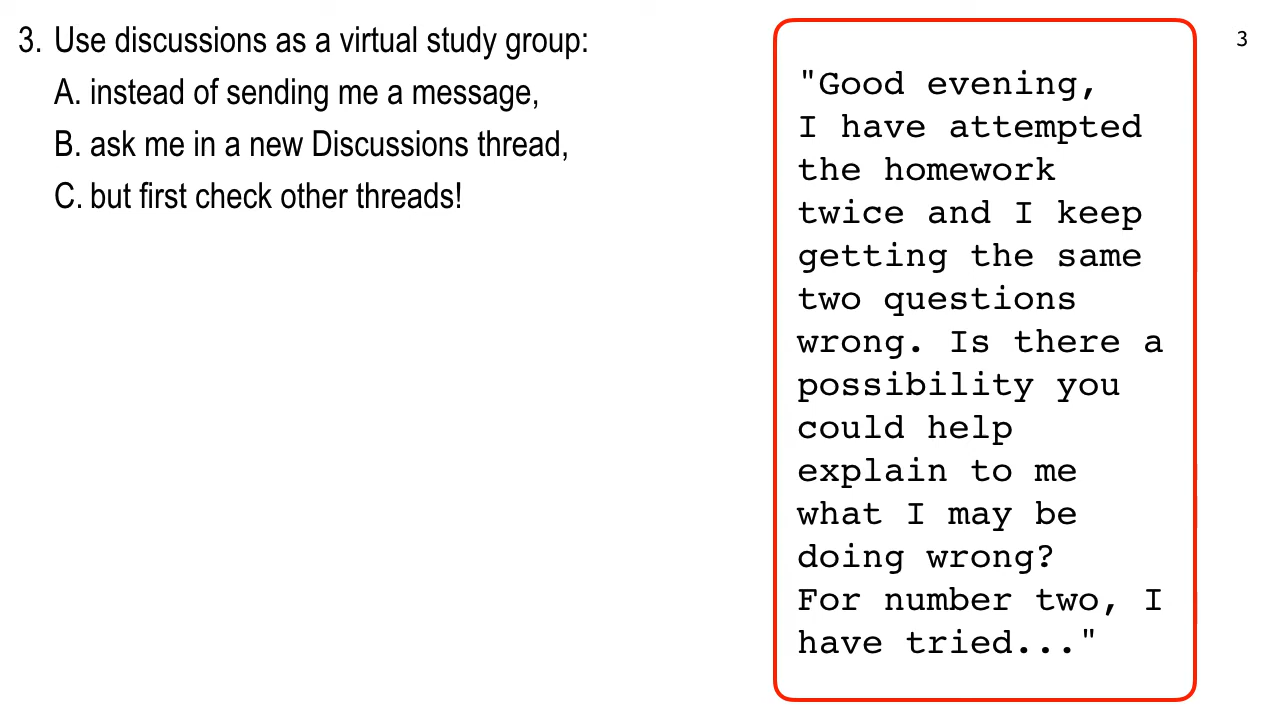 3. Use discussions as a virtual study group:
A. instead of sending me a message,
B. ask me in a new Discussions thread,
C. but first check other threads!
3
"Good evening,
I have attempted
the homework
twice and I keep
getting the same
two questions
wrong. Is there a
possibility you
could help
explain to me
what I may be
doing wrong?
For number two, I
have tried..."